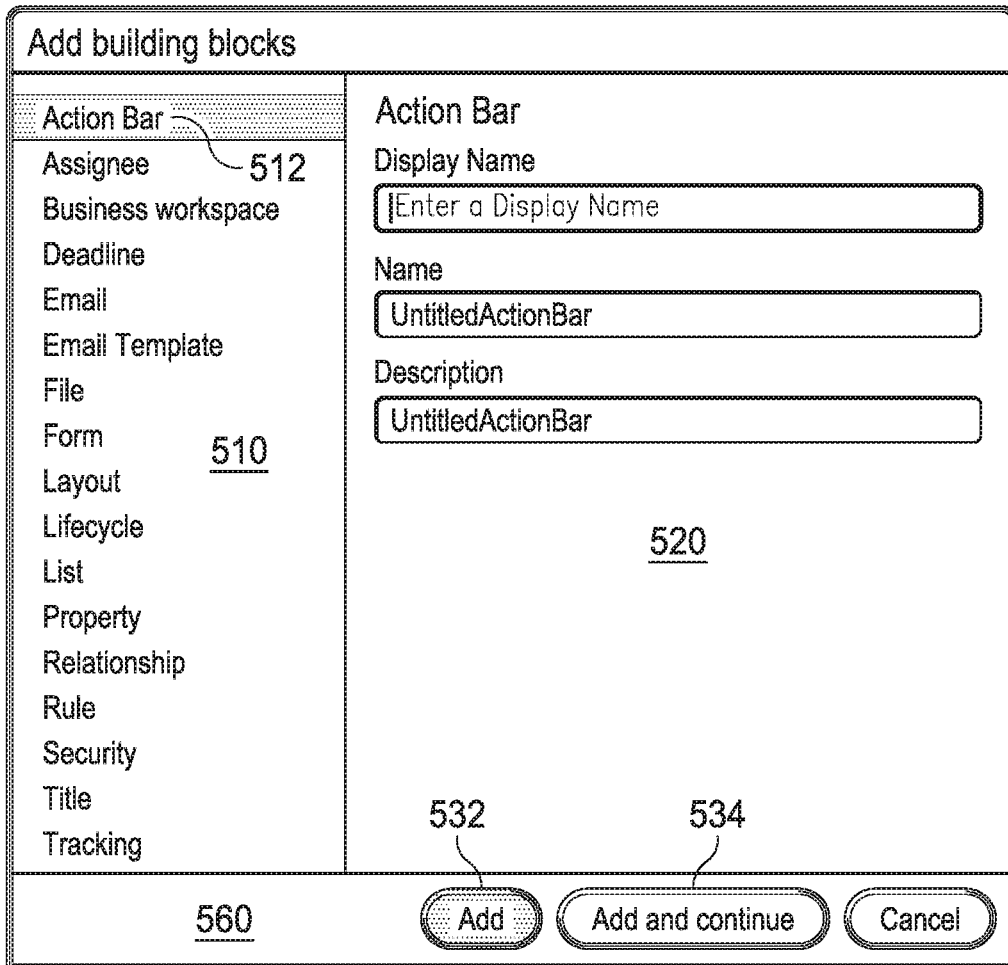 Add building blocks
Action Bar
512
Assignee
Business workspace
Deadline
Email
Email Template
File
Form
510
Layout
Lifecycle
List
Property
Relationship
Rule
Security
Title
Tracking
Action Bar
Display Name
Enter a Display Name
Name
UntitledActionBar
Description
UntitledActionBar
520
532
534
560
Add
Add and continue
Cancel